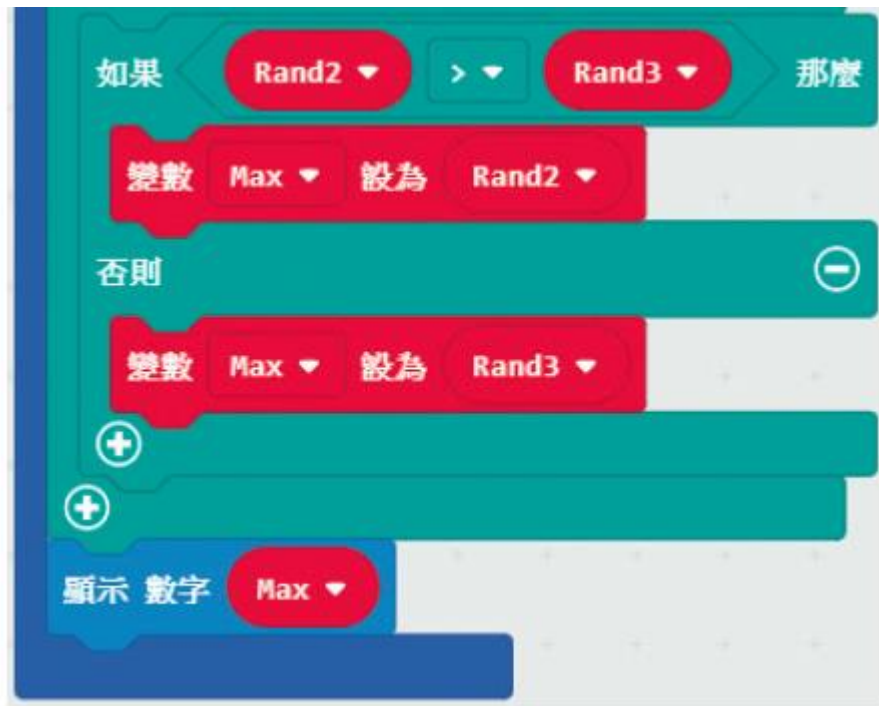 如果 Rand2 > Rand3 那麼
變數 Max 設為 Rand2
否則
變數 Max 設為 Rand3
顯示 數字 Max